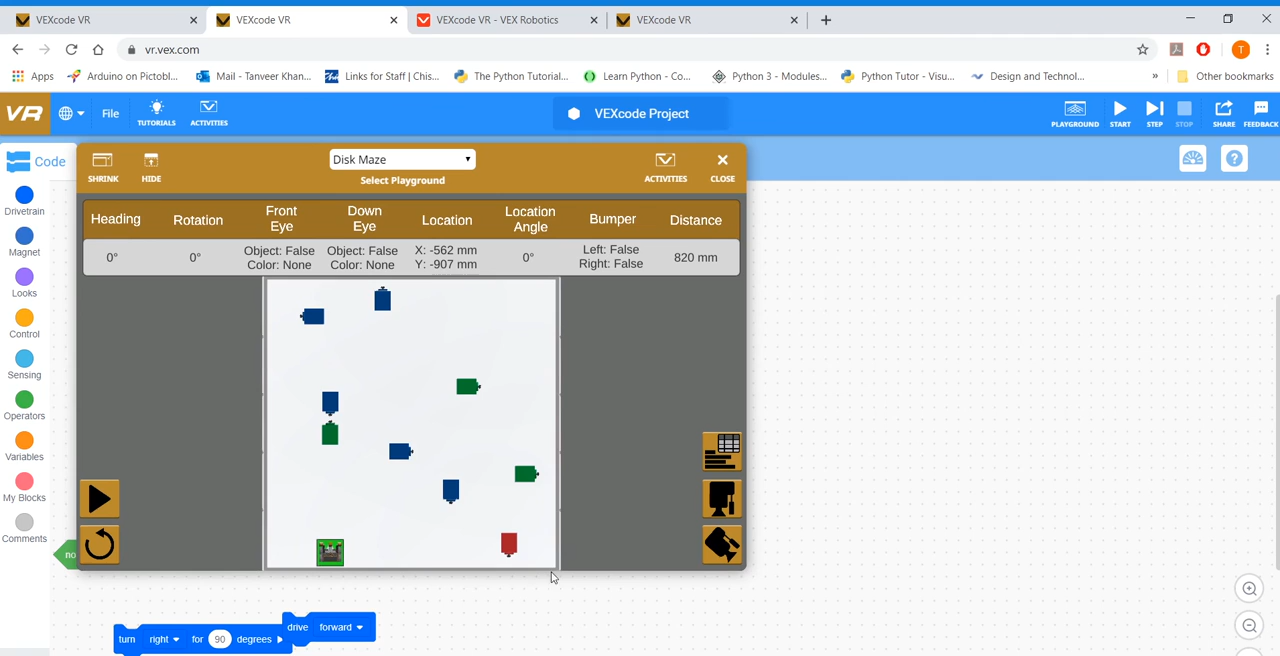 VEXcode VR
VEXcode VR
VEXcode VR - VEX Robotics
VEXcode VR
vr.vex.com
T
Apps
Arduino on Pictobl...
Mail - Tanveer Khan...
Links for Staff | Chis...
The Python Tutorial...
Learn Python - Co...
Python 3 - Modules...
Python Tutor - Visu...
Design and Technol...
»
Other bookmarks
VR
File
TUTORIALS
ACTIVITIES
VEXcode Project
PLAYGROUND
START
STEP
STOP
SHARE
FEEDBACK
Code
Drivetrain
Magnet
Looks
Control
Sensing
Operators
Variables
My Blocks
Comments
SHRINK
HIDE
Disk Maze
Select Playground
ACTIVITIES
CLOSE
Heading
Rotation
Front
Eye
Down
Eye
Location
Location
Angle
Bumper
Distance
0°
0°
Object: False
Color: None
Object: False
Color: None
X: -562 mm
Y: -907 mm
0°
Left: False
Right: False
820 mm
no
turn right for 90 degrees
drive forward